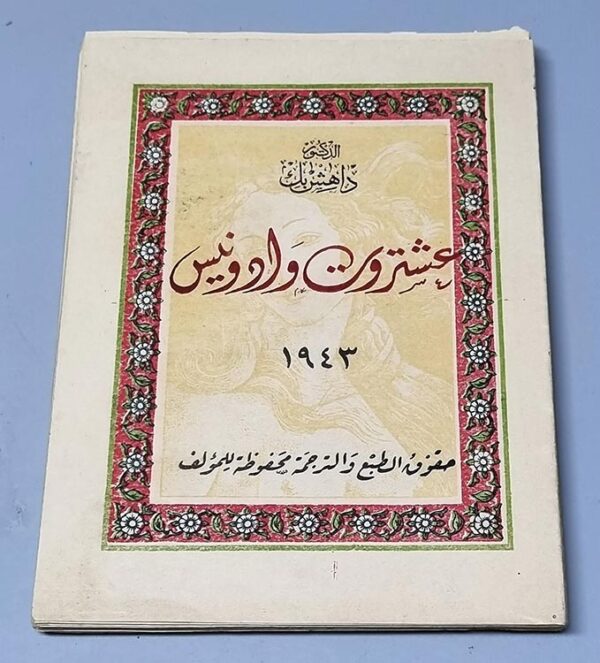 الدكتور
داهش بك
عشتروت وادونيس
١٩٤٣
حقوق الطبع والترجمة محفوظة للمؤلف